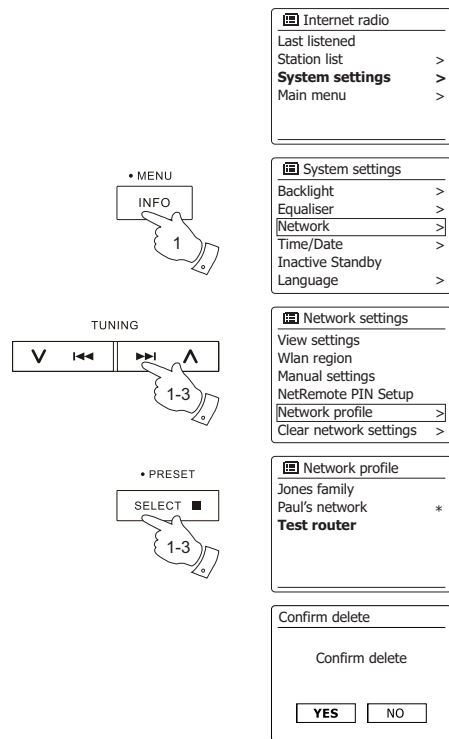 Internet radio
Last listened
Station list >
System settings >
Main menu >
• MENU
INFO
1
System settings
Backlight >
Equaliser >
Network >
Time/Date >
Inactive Standby
Language >
TUNING
∨ ⏮ ⏭ ∧
1-3
Network settings
View settings
Wlan region
Manual settings
NetRemote PIN Setup
Network profile >
Clear network settings >
• PRESET
SELECT ■
1-3
Network profile
Jones family
Paul's network *
Test router
Confirm delete
Confirm delete
YES NO